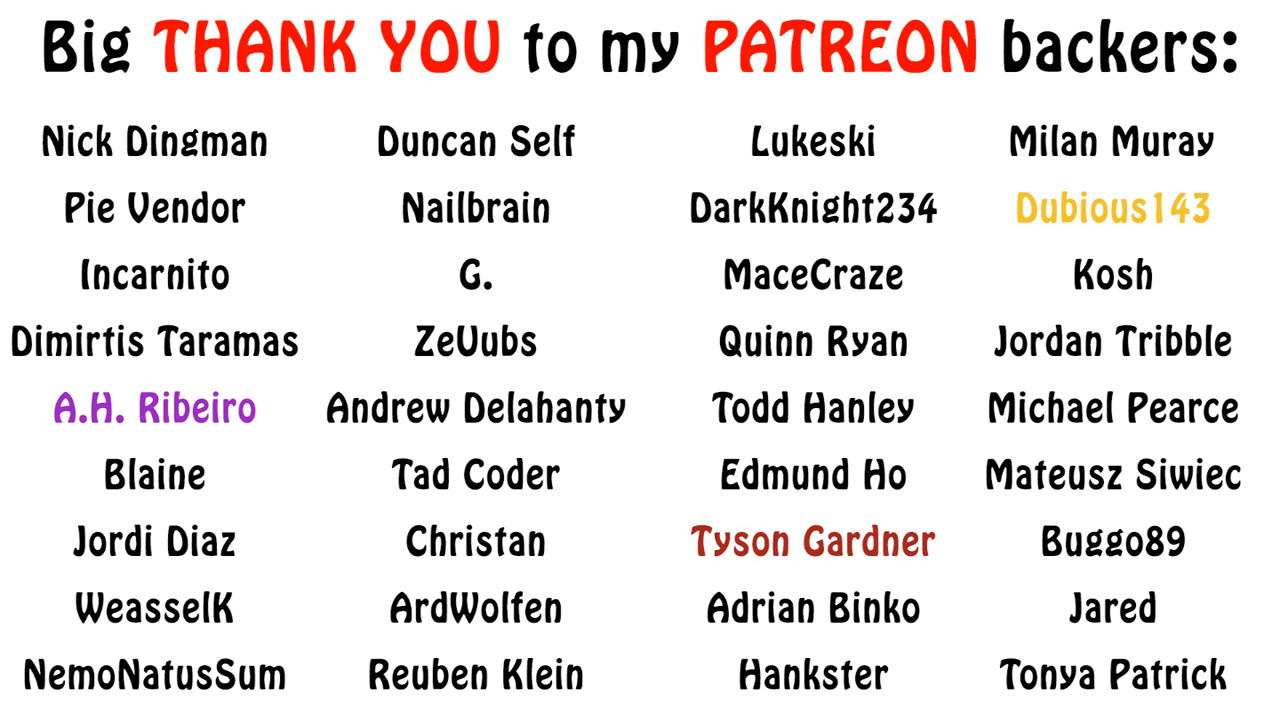 Big THANK YOU to my PATREON backers:
Nick Dingman Duncan Self Lukeski Milan Muray
Pie Vendor Nailbrain DarkKnight234 Dubious143
Incarnito G. MaceCraze Kosh
Dimirtis Taramas ZeVubs Quinn Ryan Jordan Tribble
A.H. Ribeiro Andrew Delahanty Todd Hanley Michael Pearce
Blaine Tad Coder Edmund Ho Mateusz Siwiec
Jordi Diaz Christan Tyson Gardner Buggo89
WeasselK ArdWolfen Adrian Binko Jared
NemoNatusSum Reuben Klein Hankster Tonya Patrick